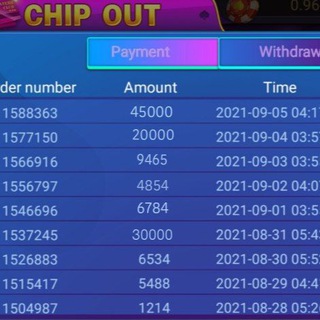 CHIP OUT
0.96
Payment Withdraw
der number Amount Time
1588363 45000 2021-09-05 04:1
1577150 20000 2021-09-04 03:5
1566916 9465 2021-09-03 03:5
1556797 4854 2021-09-02 04:0
1546696 6784 2021-09-01 03:5
1537245 30000 2021-08-31 05:4
1526883 6534 2021-08-30 05:5
1515417 5488 2021-08-29 04:4
1504987 1214 2021-08-28 05:2